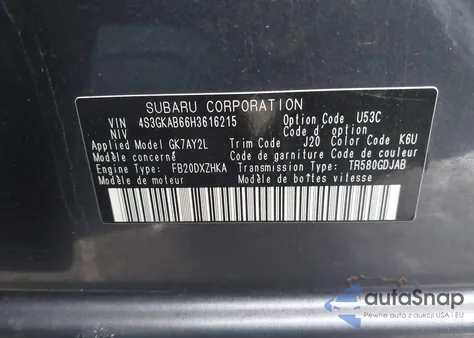 SUBARU CORPORATION
VIN 4S3GKAB66H3616215 Option Code U53C
NIV
Applied Model GK7AY2L Trim Code J20 Color Code K6U
Modèle concerné Code de garniture Code de couleur
Engine Type: FB20DXZHKA Transmission Type: TR580GDJAB
Modèle de moteur Modèle de boîtes vitesse
autoSnap
Pewne auta z aukcji USA i EU